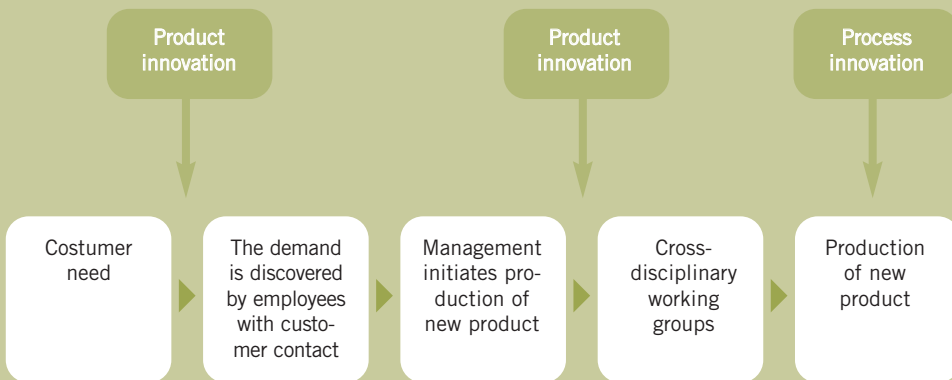 Product
innovation
Product
innovation
Process
innovation
Costumer
need
The demand
is discovered
by employees
with custo-
mer contact
Management
initiates pro-
duction of
new product
Cross-
disciplinary
working
groups
Production
of new
product